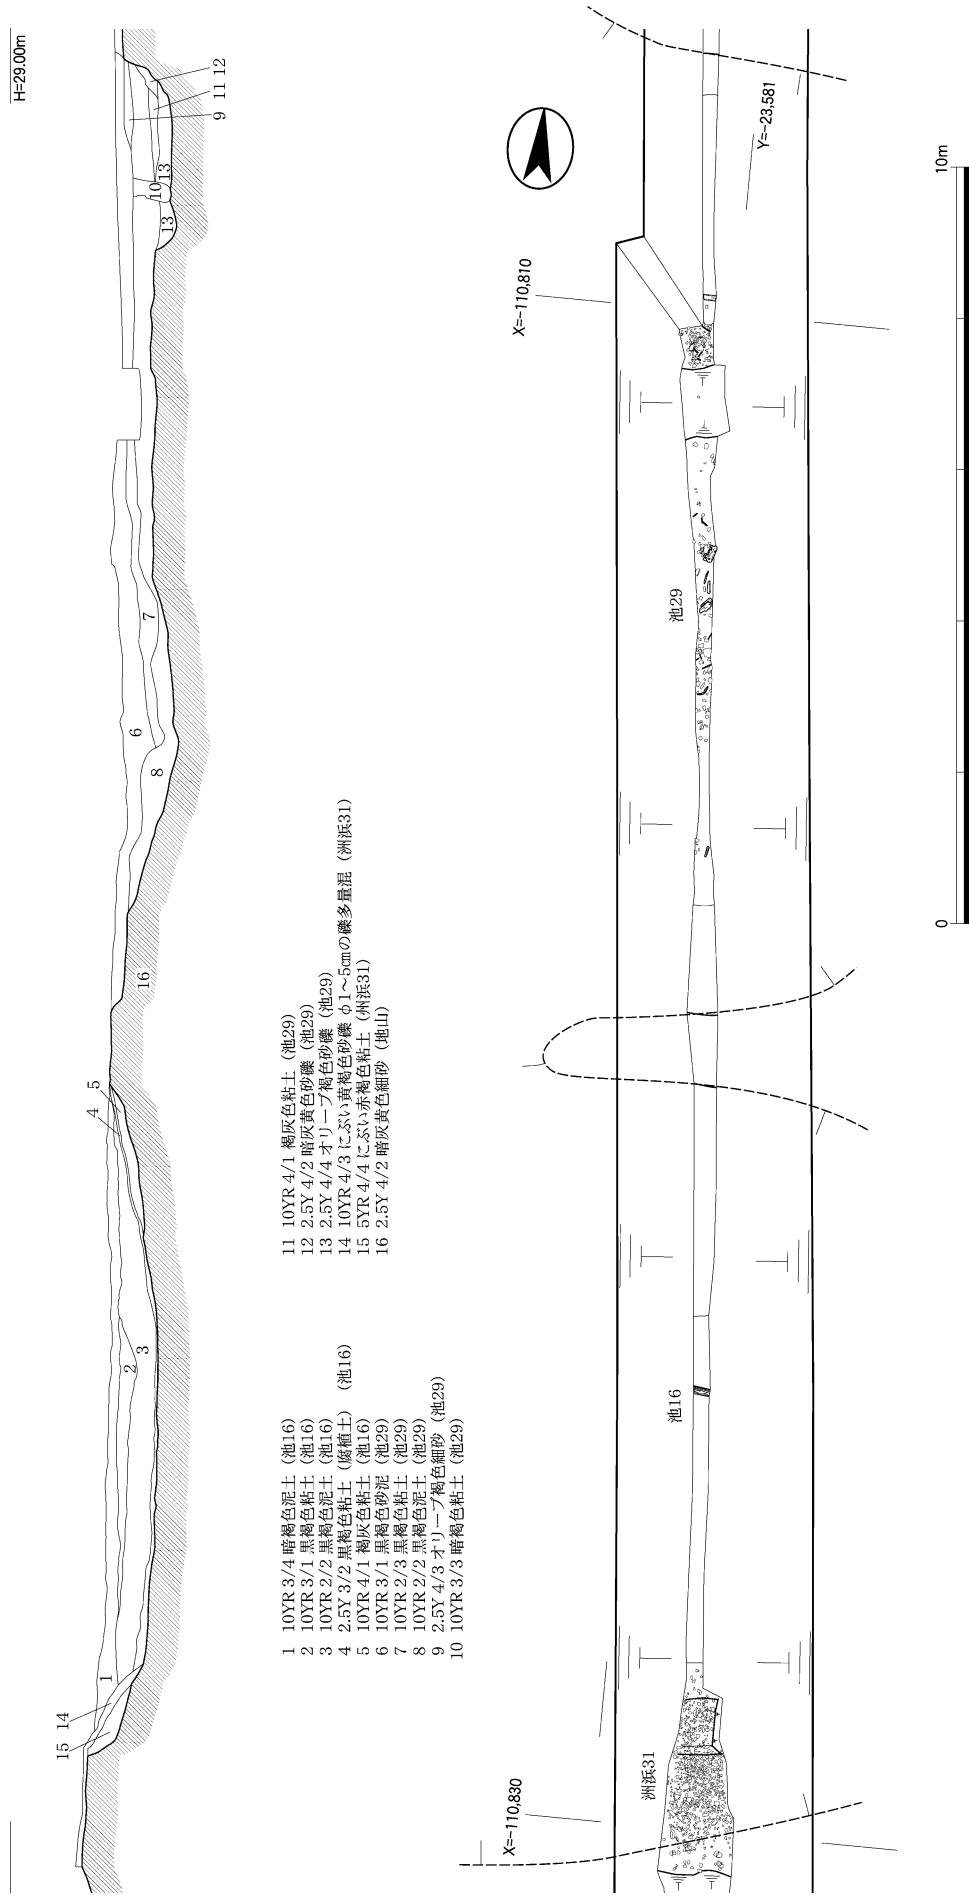 H=29.00m
9 11 12
10 13
13
7
6
8
16
5
4
3
2
1
14
15
1 10YR 3/4 暗褐色泥土（池16）
2 10YR 3/1 黒褐色粘土（池16）
3 10YR 2/2 黒褐色泥土（池16）
4 2.5Y 3/2 黒褐色粘土（腐植土）（池16）
5 10YR 4/1 褐灰色粘土（池16）
6 10YR 3/1 黒褐色砂泥（池29）
7 10YR 2/3 黒褐色粘土（池29）
8 10YR 2/2 黒褐色泥土（池29）
9 2.5Y 4/3 オリーブ褐色細砂（池29）
10 10YR 3/3 暗褐色粘土（池29）
11 10YR 4/1 褐灰色粘土（池29）
12 2.5Y 4/2 暗灰黄色砂礫（池29）
13 2.5Y 4/4 オリーブ褐色砂礫（池29）
14 10YR 4/3 にぶい黄褐色砂礫 φ1〜5㎝の礫多量混（洲浜31）
15 5YR 4/4 にぶい赤褐色粘土（州浜31）
16 2.5Y 4/2 暗灰黄色細砂（地山）
Y=-23,581
X=-110,810
池29
池16
洲浜31
X=-110,830
0
10m